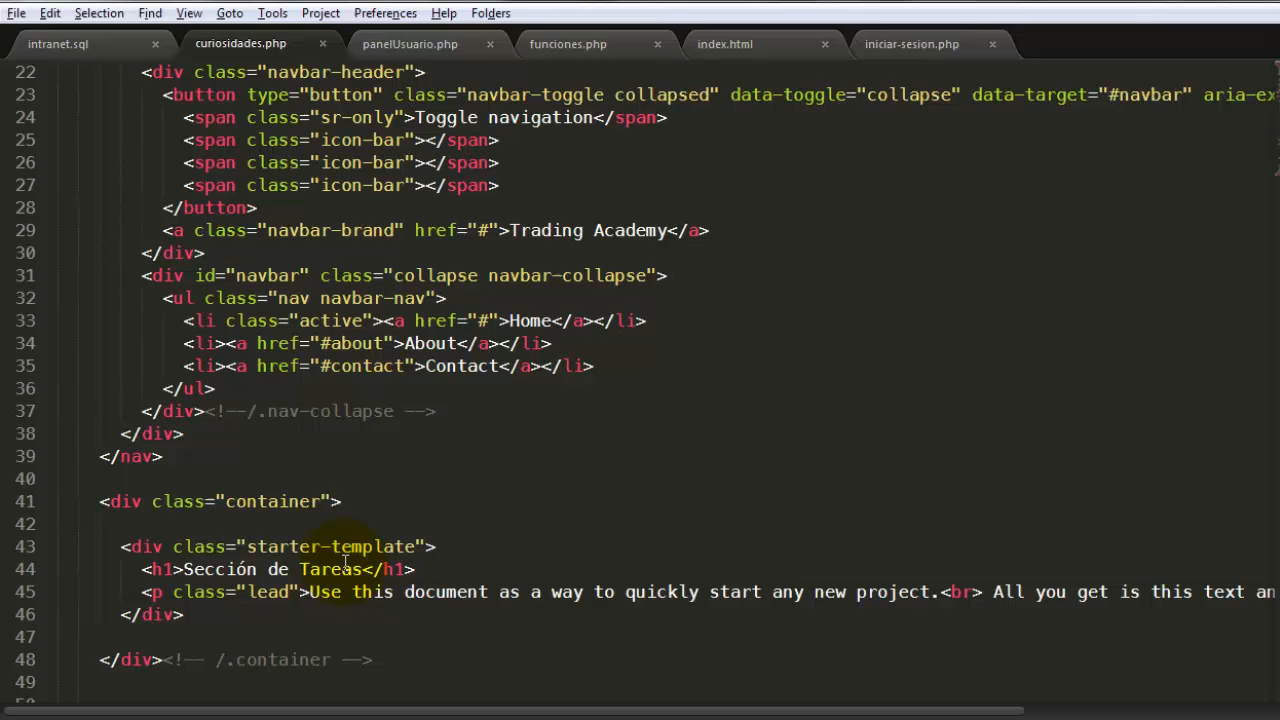 File Edit Selection Find View Goto Tools Project Preferences Help Folders
intranet.sql curiosidades.php panelUsuario.php funciones.php index.html iniciar-sesion.php
22 <div class="navbar-header">
23 <button type="button" class="navbar-toggle collapsed" data-toggle="collapse" data-target="#navbar" aria-ex
24 <span class="sr-only">Toggle navigation</span>
25 <span class="icon-bar"></span>
26 <span class="icon-bar"></span>
27 <span class="icon-bar"></span>
28 </button>
29 <a class="navbar-brand" href="#">Trading Academy</a>
30 </div>
31 <div id="navbar" class="collapse navbar-collapse">
32 <ul class="nav navbar-nav">
33 <li class="active"><a href="#">Home</a></li>
34 <li><a href="#about">About</a></li>
35 <li><a href="#contact">Contact</a></li>
36 </ul>
37 </div><!--/.nav-collapse -->
38 </div>
39 </nav>
40
41 <div class="container">
42
43 <div class="starter-template">
44 <h1>Sección de Tareas</h1>
45 <p class="lead">Use this document as a way to quickly start any new project.<br> All you get is this text an
46 </div>
47
48 </div><!-- /.container -->
49
50